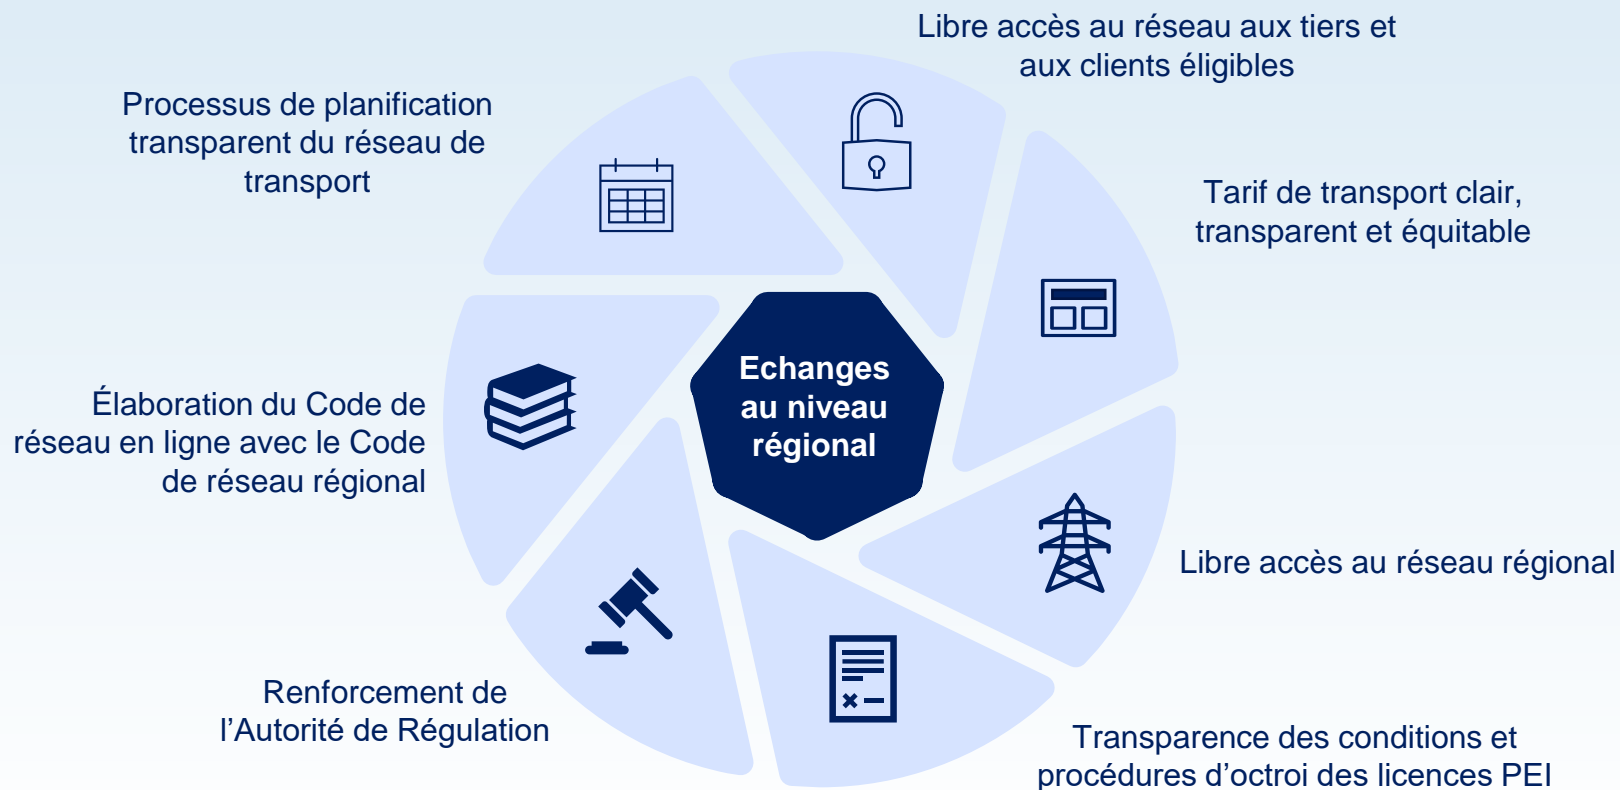 Libre accès au réseau aux tiers et
aux clients éligibles
Processus de planification
transparent du réseau de
transport
Tarif de transport clair,
transparent et équitable
Echanges
au niveau
régional
Élaboration du Code de
réseau en ligne avec le Code
de réseau régional
Libre accès au réseau régional
Renforcement de
l’Autorité de Régulation
Transparence des conditions et
procédures d’octroi des licences PEI